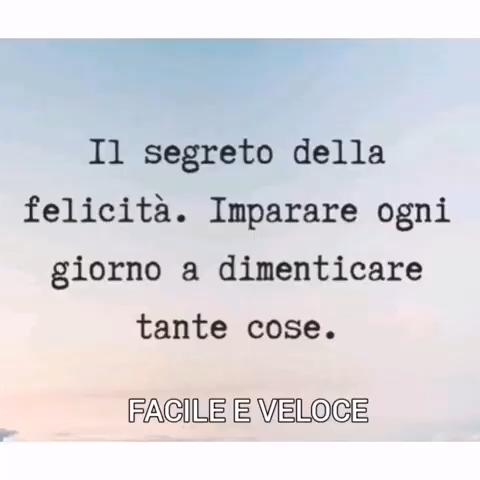 Il segreto della
felicità. Imparare ogni
giorno a dimenticare
tante cose.
FACILE E VELOCE